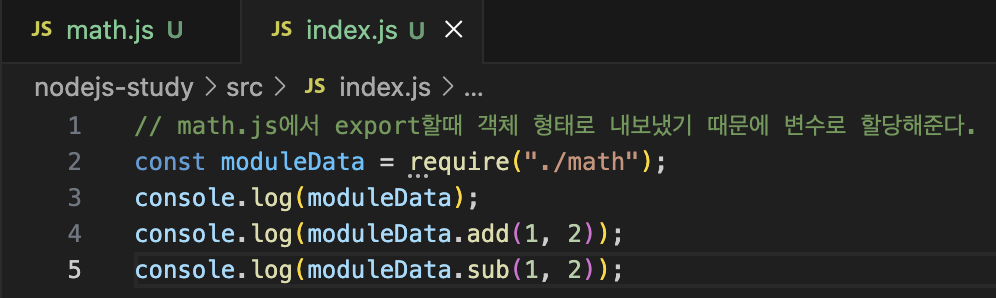 JS math.js U JS index.js U
nodejs-study > src > JS index.js > ...
1 // math.js에서 export할때 객체 형태로 내보냈기 때문에 변수로 할당해준다.
2 const moduleData = require("./math");
3 console.log(moduleData);
4 console.log(moduleData.add(1, 2));
5 console.log(moduleData.sub(1, 2));